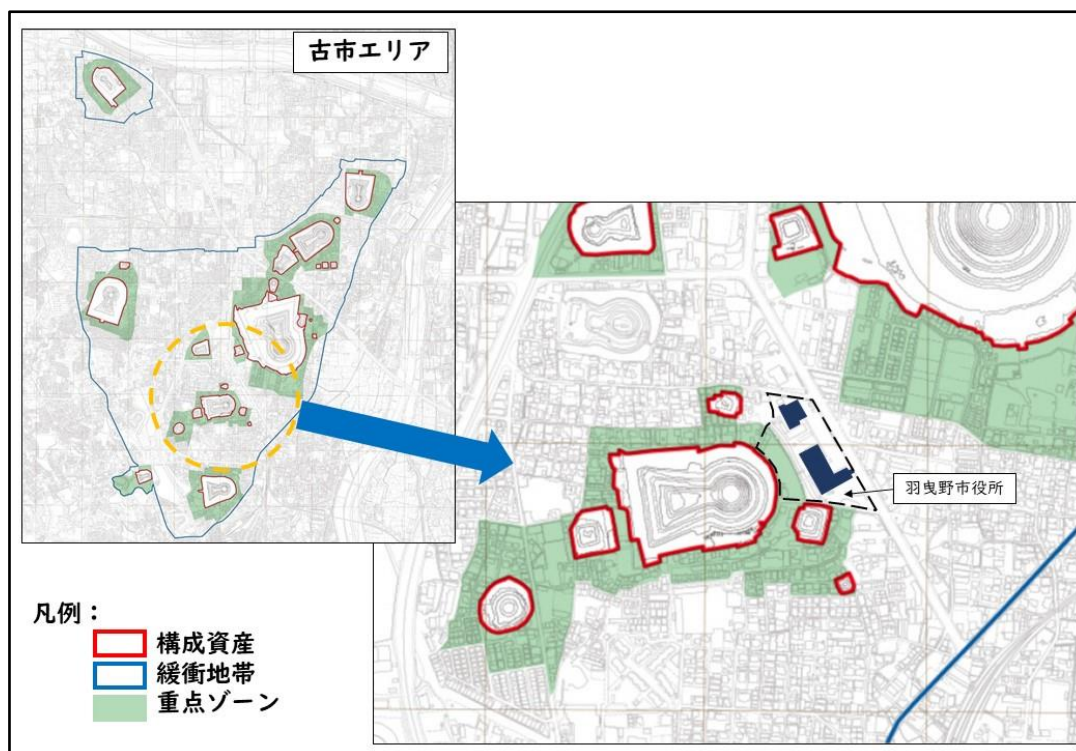 古市エリア
羽曳野市役所
凡例：
構成資産
緩衝地帯
重点ゾーン